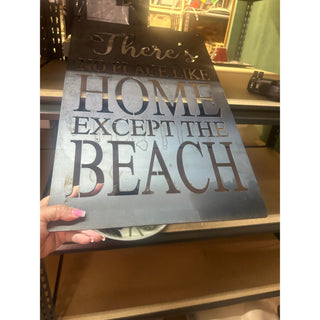 There's
NO PLACE LIKE
HOME
EXCEPT THE
BEACH